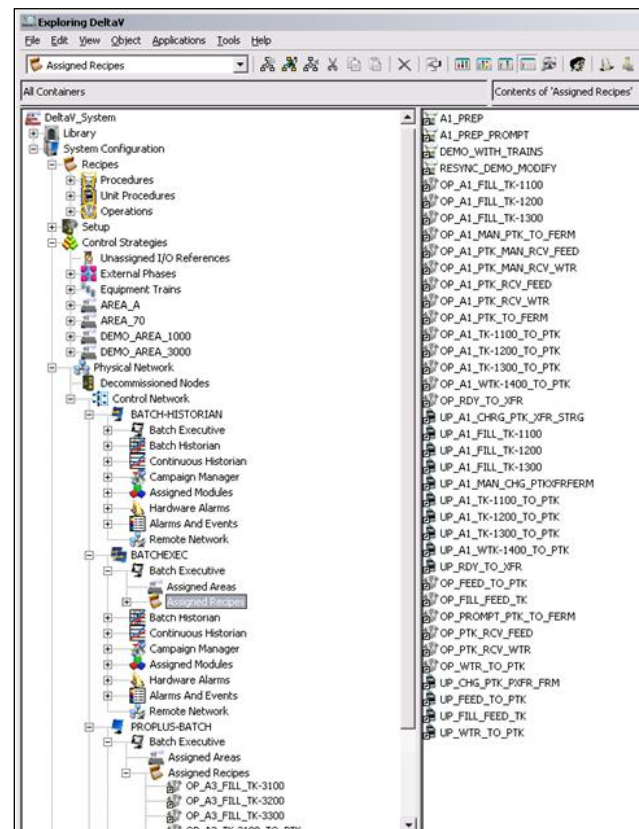 Exploring DeltaV
File Edit View Object Applications Tools Help
Assigned Recipes
All Containers
Contents of 'Assigned Recipes'
DeltaV_System
Library
System Configuration
Recipes
Procedures
Unit Procedures
Operations
Setup
Control Strategies
Unassigned I/O References
External Phases
Equipment Trains
AREA_A
AREA_70
DEMO_AREA_1000
DEMO_AREA_3000
Physical Network
Decommissioned Nodes
Control Network
BATCH-HISTORIAN
Batch Executive
Batch Historian
Continuous Historian
Campaign Manager
Assigned Modules
Hardware Alarms
Alarms And Events
Remote Network
BATCHEXEC
Batch Executive
Assigned Areas
Assigned Recipes
Batch Historian
Continuous Historian
Campaign Manager
Assigned Modules
Hardware Alarms
Alarms And Events
Remote Network
PROPLUS-BATCH
Batch Executive
Assigned Areas
Assigned Recipes
OP_A3_FILL_TK-3100
OP_A3_FILL_TK-3200
OP_A3_FILL_TK-3300
A1_PREP
A1_PREP_PROMPT
DEMO_WITH_TRAINS
RESYNC_DEMO_MODIFY
OP_A1_FILL_TK-1100
OP_A1_FILL_TK-1200
OP_A1_FILL_TK-1300
OP_A1_MAN_PTK_TO_FERM
OP_A1_PTK_MAN_RCV_FEED
OP_A1_PTK_MAN_RCV_WTR
OP_A1_PTK_RCV_FEED
OP_A1_PTK_RCV_WTR
OP_A1_PTK_TO_FERM
OP_A1_TK-1100_TO_PTK
OP_A1_TK-1200_TO_PTK
OP_A1_TK-1300_TO_PTK
OP_A1_WTK-1400_TO_PTK
OP_RDY_TO_XFR
UP_A1_CHRG_PTK_XFR_STRG
UP_A1_FILL_TK-1100
UP_A1_FILL_TK-1200
UP_A1_FILL_TK-1300
UP_A1_MAN_CHG_PTKXFRFERM
UP_A1_TK-1100_TO_PTK
UP_A1_TK-1200_TO_PTK
UP_A1_TK-1300_TO_PTK
UP_A1_WTK-1400_TO_PTK
UP_RDY_TO_XFR
OP_FEED_TO_PTK
OP_FILL_FEED_TK
OP_PROMPT_PTK_TO_FERM
OP_PTK_RCV_FEED
OP_PTK_RCV_WTR
OP_WTR_TO_PTK
UP_CHG_PTK_PXFR_FRM
UP_FEED_TO_PTK
UP_FILL_FEED_TK
UP_WTR_TO_PTK